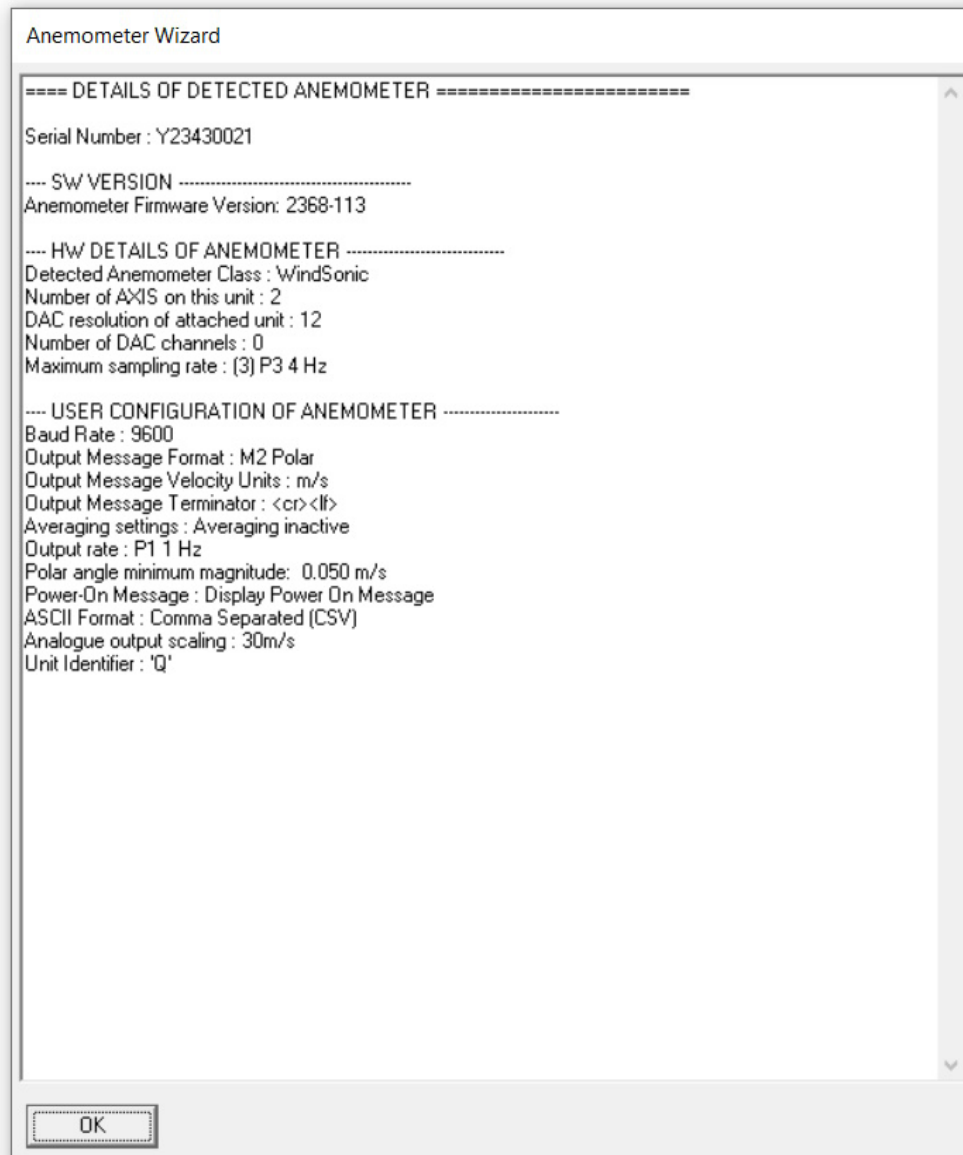 Anemometer Wizard
==== DETAILS OF DETECTED ANEMOMETER ========================
Serial Number : Y23430021
---- SW VERSION --------------------------------------------
Anemometer Firmware Version: 2368-113
---- HW DETAILS OF ANEMOMETER ------------------------------
Detected Anemometer Class : WindSonic
Number of AXIS on this unit : 2
DAC resolution of attached unit : 12
Number of DAC channels : 0
Maximum sampling rate : (3) P3 4 Hz
---- USER CONFIGURATION OF ANEMOMETER ----------------------
Baud Rate : 9600
Output Message Format : M2 Polar
Output Message Velocity Units : m/s
Output Message Terminator : <cr><lf>
Averaging settings : Averaging inactive
Output rate : P1 1 Hz
Polar angle minimum magnitude:  0.050 m/s
Power-On Message : Display Power On Message
ASCII Format : Comma Separated (CSV)
Analogue output scaling : 30m/s
Unit Identifier : 'Q'
OK